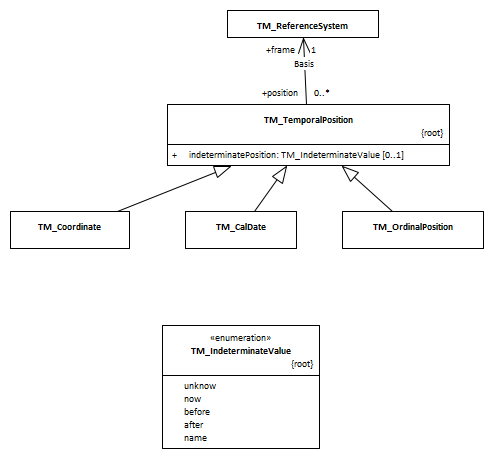 TM_ReferenceSystem
+frame 1
Basis
+position 0..*
TM_TemporalPosition
{root}
+ indeterminatePosition: TM_IndeterminateValue [0..1]
TM_Coordinate
TM_CalDate
TM_OrdinalPosition
«enumeration»
TM_IndeterminateValue
{root}
unknow
now
before
after
name